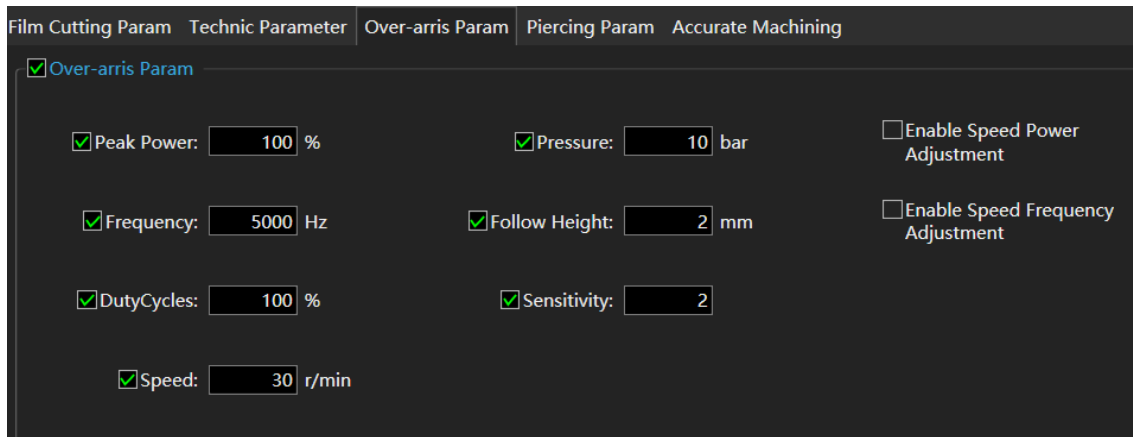 Film Cutting Param Technic Parameter Over-arris Param Piercing Param Accurate Machining
Over-arris Param
Peak Power: 100 % Pressure: 10 bar Enable Speed Power
Adjustment
Frequency: 5000 Hz Follow Height: 2 mm Enable Speed Frequency
Adjustment
DutyCycles: 100 % Sensitivity: 2
Speed: 30 r/min